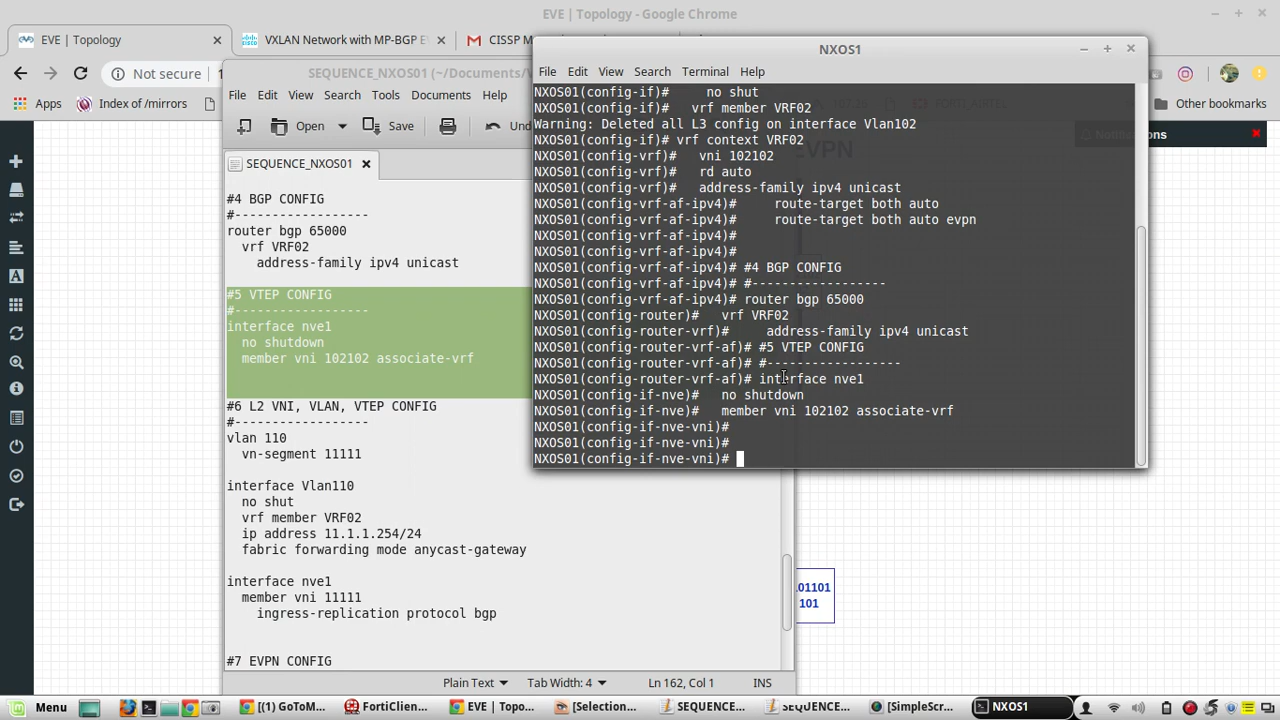 EVE | Topology - Google Chrome
EVE | Topology
VXLAN Network with MP-BGP E
CISSP M
Not secure
Apps
Index of /mirrors
Other bookmarks
SEQUENCE_NXOS01 (~/Documents/
File Edit View Search Tools Documents Help
Open
Save
Undo
SEQUENCE_NXOS01
#4 BGP CONFIG
#------------------
router bgp 65000
vrf VRF02
address-family ipv4 unicast
#5 VTEP CONFIG
#------------------
interface nve1
no shutdown
member vni 102102 associate-vrf
#6 L2 VNI, VLAN, VTEP CONFIG
#------------------
vlan 110
vn-segment 11111
interface Vlan110
no shut
vrf member VRF02
ip address 11.1.1.254/24
fabric forwarding mode anycast-gateway
interface nve1
member vni 11111
ingress-replication protocol bgp
#7 EVPN CONFIG
Plain Text
Tab Width: 4
Ln 162, Col 1
INS
NXOS1
File Edit View Search Terminal Help
NXOS01(config-if)#     no shut
NXOS01(config-if)#   vrf member VRF02
Warning: Deleted all L3 config on interface Vlan102
NXOS01(config-if)# vrf context VRF02
NXOS01(config-vrf)#   vni 102102
NXOS01(config-vrf)#   rd auto
NXOS01(config-vrf)#   address-family ipv4 unicast
NXOS01(config-vrf-af-ipv4)#     route-target both auto
NXOS01(config-vrf-af-ipv4)#     route-target both auto evpn
NXOS01(config-vrf-af-ipv4)#
NXOS01(config-vrf-af-ipv4)#
NXOS01(config-vrf-af-ipv4)# #4 BGP CONFIG
NXOS01(config-vrf-af-ipv4)# #------------------
NXOS01(config-vrf-af-ipv4)# router bgp 65000
NXOS01(config-router)#   vrf VRF02
NXOS01(config-router-vrf)#     address-family ipv4 unicast
NXOS01(config-router-vrf-af)# #5 VTEP CONFIG
NXOS01(config-router-vrf-af)# #------------------
NXOS01(config-router-vrf-af)# interface nve1
NXOS01(config-if-nve)#   no shutdown
NXOS01(config-if-nve)#   member vni 102102 associate-vrf
NXOS01(config-if-nve-vni)#
NXOS01(config-if-nve-vni)#
NXOS01(config-if-nve-vni)#
Notifications
EVPN
101
Menu
[(1) GoToM...
FortiClien...
EVE | Topo...
[Selection...
SEQUENCE...
SEQUENCE...
[SimpleScr...
NXOS1